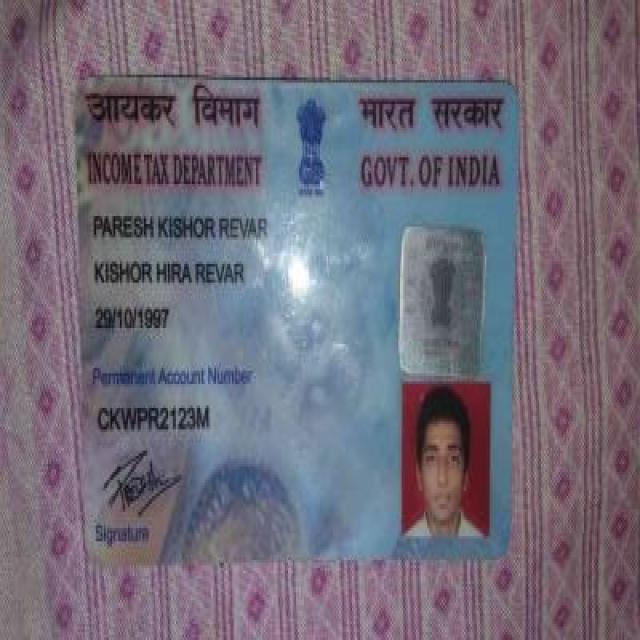 आयकर विभाग
भारत सरकार
INCOME TAX DEPARTMENT
GOVT. OF INDIA
PARESH KISHOR REVAR
KISHOR HIRA REVAR
29/10/1997
Permanent Account Number
CKWPR2123M
Signature